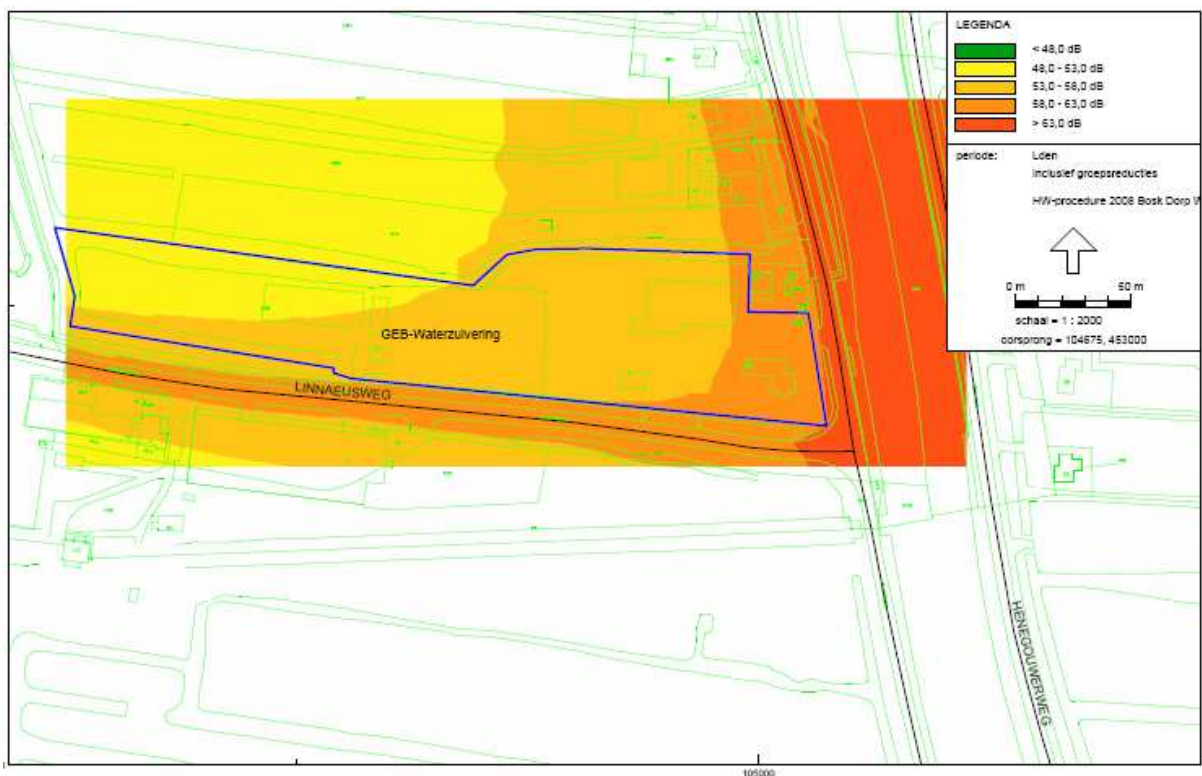 LEGENDA
< 48,0 dB
48,0 - 53,0 dB
53,0 - 58,0 dB
58,0 - 63,0 dB
> 63,0 dB
periode: Lden
Inclusief groepsreducties
HW-procedure 2008 Bosk Dorp W
0 m 50 m
schaal = 1 : 2000
oorsprong = 104675, 453000
GEB-Waterzuivering
LINNAEUSWEG
HENEGOUWERWEG
105000